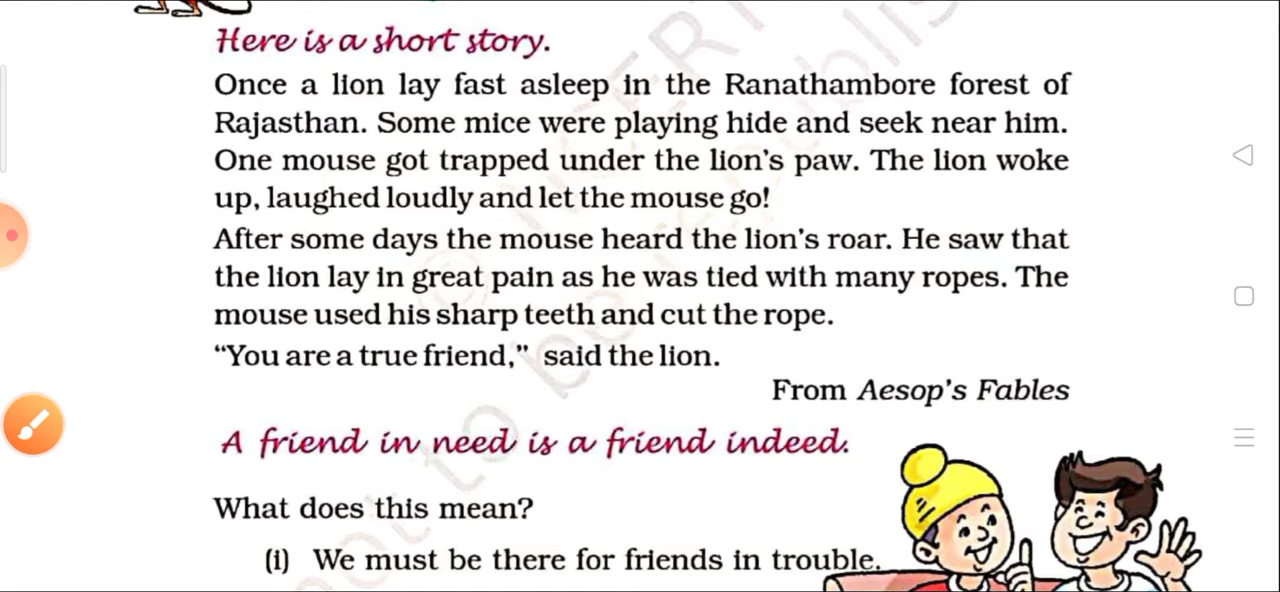 Here is a short story.
Once a lion lay fast asleep in the Ranathambore forest of
Rajasthan. Some mice were playing hide and seek near him.
One mouse got trapped under the lion's paw. The lion woke
up, laughed loudly and let the mouse go!
After some days the mouse heard the lion's roar. He saw that
the lion lay in great pain as he was tied with many ropes. The
mouse used his sharp teeth and cut the rope.
“You are a true friend,” said the lion.
From Aesop's Fables
A friend in need is a friend indeed.
What does this mean?
(i) We must be there for friends in trouble.
© NCERT
not to be republis